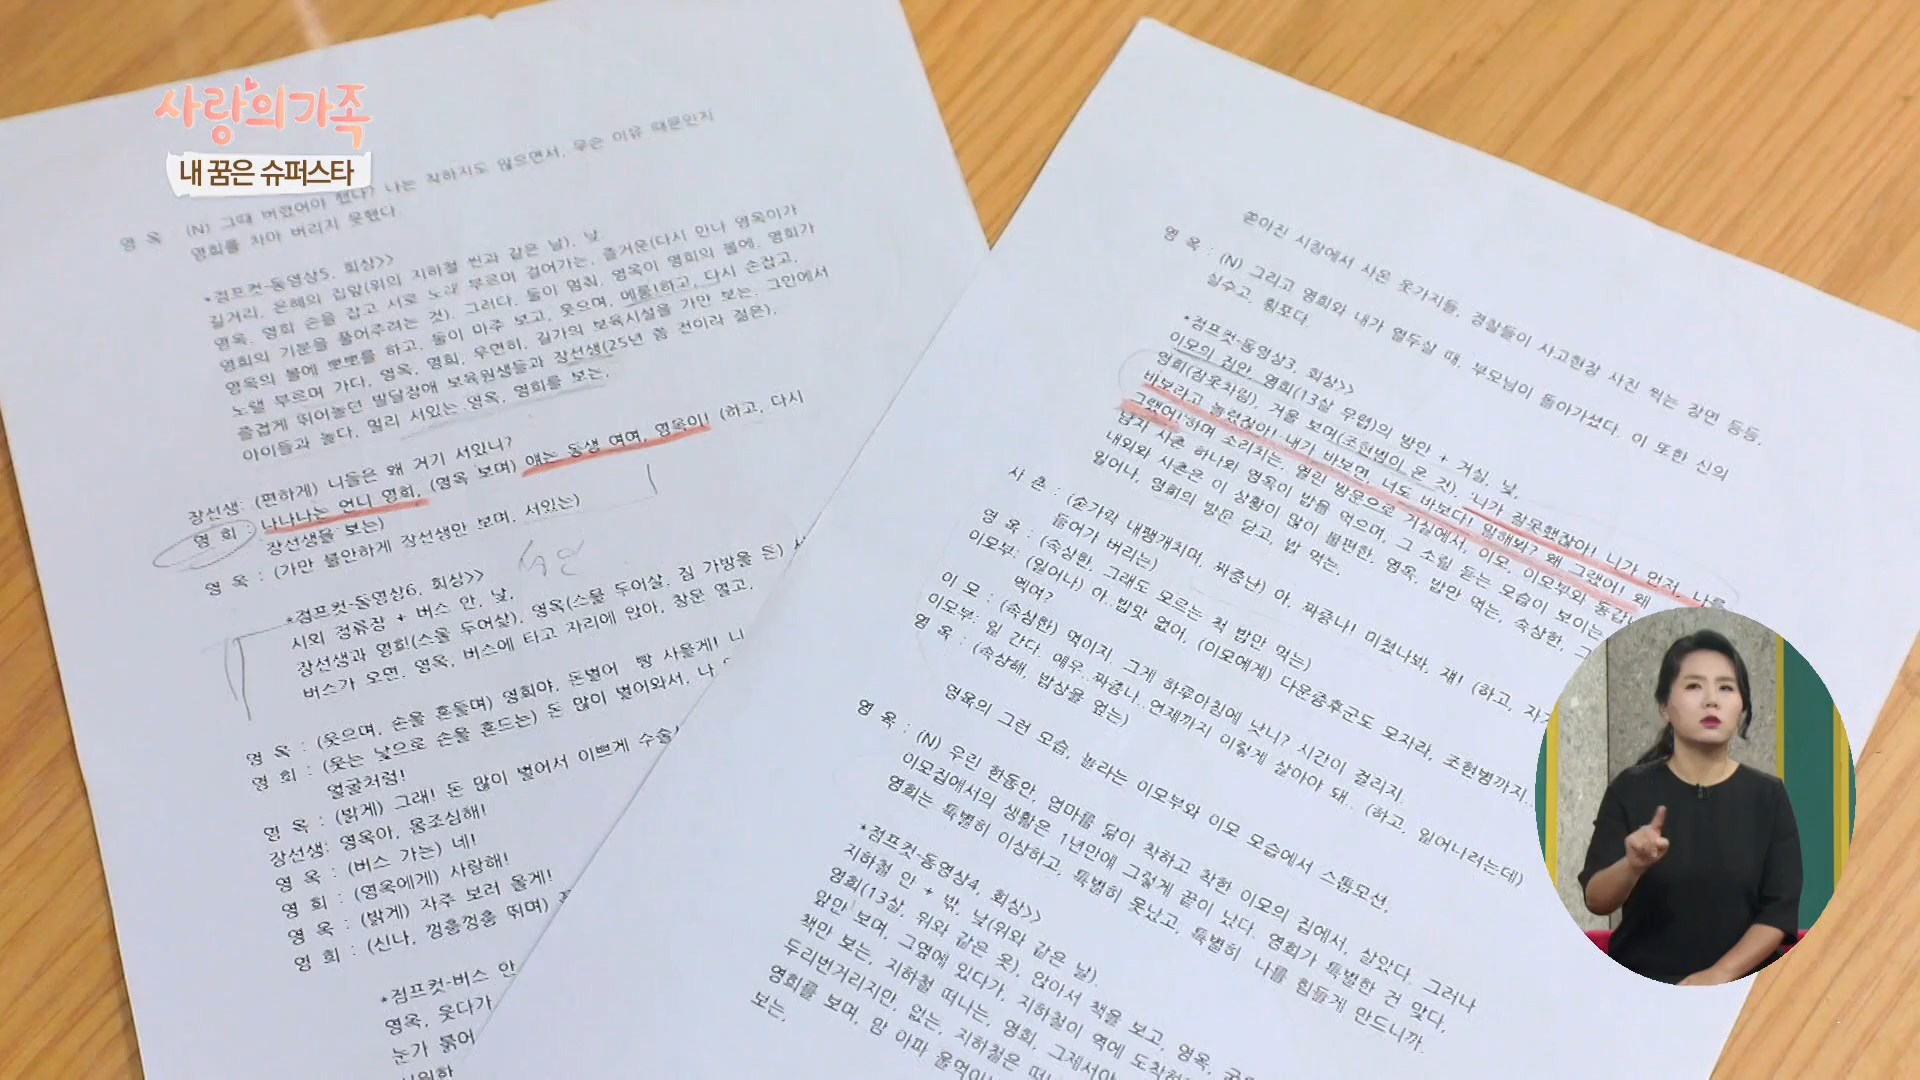 사랑의 가족
내 꿈은 슈퍼스타
영 옥 (N) 그때 버렸어야 했다? 나는 착하지도 않으면서, 무슨 이유 때문인지
영희를 차마 버리지 못했다.
*점프컷-동영상5, 회상>>
길거리, 은혜의 집앞(위의 지하철 씬과 같은 날), 낮.
영옥, 영희 손을 잡고 서로 노래 부르며 걸어가는, 즐거운(다시 만나 영옥이가
영희의 기분을 풀어주려는 것). 그러다, 둘이 멈춰, 영옥이 영희의 볼에, 영희가
영옥의 볼에 뽀뽀를 하고, 둘이 마주 보고, 웃으며, 메롱!하고, 다시 손잡고,
노랠 부르며 가다, 영옥, 영희, 우연히, 길가의 보육시설을 가만 보는. 그안에서
즐겁게 뛰어놀던 발달장애 보육원생들과 장선생(25년 쯤 전이라 젊은),
아이들과 놀다, 멀리 서있는 영옥, 영희를 보는,
장선생: (편하게) 니들은 왜 거기 서있니?
영 희 : 나나나는 언니 영희, (영옥 보며) 얘는 동생 여여, 영옥이! (하고, 다시
장선생을 보는)
영 옥 : (가만 불안하게 장선생만 보며, 서있는)
*점프컷-동영상6, 회상>>
시외 정류장 + 버스 안, 낮,
장선생과 영희(스물 두어살), 영옥(스물 두어살, 짐 가방을 든)
버스가 오면, 영옥, 버스에 타고 자리에 앉아, 창문 열고,
영 옥 : (웃으며, 손을 흔들며) 영희야, 돈벌어 빵 사올게! 니
영 희 : (웃는 낯으로 손을 흔드는) 돈 많이 벌어와서, 나
얼굴처럼!
영 옥 : (밝게) 그래! 돈 많이 벌어서 이쁘게 수술!
장선생: 영옥아, 몸조심해!
영 옥 : (버스 가는) 네!
영 희 : (영옥에게) 사랑해!
영 옥 : (밝게) 자주 보러 올게!
영 희 : (신나, 껑충껑충 뛰며)
*점프컷-버스 안
영옥, 웃다가
눈가 붉어
쏟아진 시장에서 사온 옷가지들, 경찰들이 사고현장 사진 찍는 장면 등등,
영 옥 : (N) 그리고 영희와 내가 열두살 때, 부모님이 돌아가셨다. 이 또한 신의
실수고, 횡포다.
*점프컷-동영상3, 회상>>
이모의 집안, 영희(13살 무렵)의 방안 + 거실, 낮,
영희(잠옷차림), 거울 보며(조현병이 온 것), '니가 잘못했잖아! 니가 먼저, 나를
바보라고 놀렸잖아! 내가 바보면, 너도 바보다! 뭘해봐? 왜 그랬어! 왜
그랬어!'하며 소리치는, 열린 방문으로 거실에서, 이모, 이모부와 동갑
남자 사촌 하나와 영옥이 밥을 먹으며, 그 소릴 듣는 모습이 보이는
내외와 사촌은 이 상황이 많이 불편한, 영옥, 밥만 먹는, 속상한, 그
일어나, 영희의 방문 닫고, 밥 먹는,
사 촌 : (숟가락 내팽개치며, 짜증난) 아, 짜증나! 미쳤나봐, 쟤! (하고, 자기
들어가 버리는)
영 옥 : (속상한, 그래도 모르는 척 밥만 먹는)
이모부: (일어나) 아..밥맛 없어, (이모에게) 다운증후군도 모자라, 조현병까지..
멕여?
이 모 : (속상한) 먹이지. 그게 하루아침에 낫니? 시간이 걸리지.
이모부: 일 간다. 매우..짜증나..언제까지 이렇게 살아야 돼.. (하고, 일어나려는데)
영 옥 : (속상해, 밥상을 엎는)
영옥의 그런 모습, 놀라는 이모부와 이모 모습에서 스톱모션,
영 옥 : (N) 우린 한동안, 엄마를 닮아 착하고 착한 이모의 집에서, 살았다. 그러나
이모집에서의 생활은 1년만에 그렇게 끝이 났다. 영희가 특별한 건 맞다,
영희는 특별히 이상하고, 특별히 못났고, 특별히 나를 힘들게 만드니까.
*점프컷-동영상4, 회상>>
지하철 안 + 밖, 낮(위와 같은 날).
영희(13살, 위와 같은 옷), 앉아서 책을 보고, 영옥,
앞만 보며, 그옆에 있다가, 지하철이 역에 도착
책만 보는, 지하철 떠나는, 영희, 그제서야
두리번거리지만, 없는, 지하철은
영희를 보며, 맘 아파
보는,